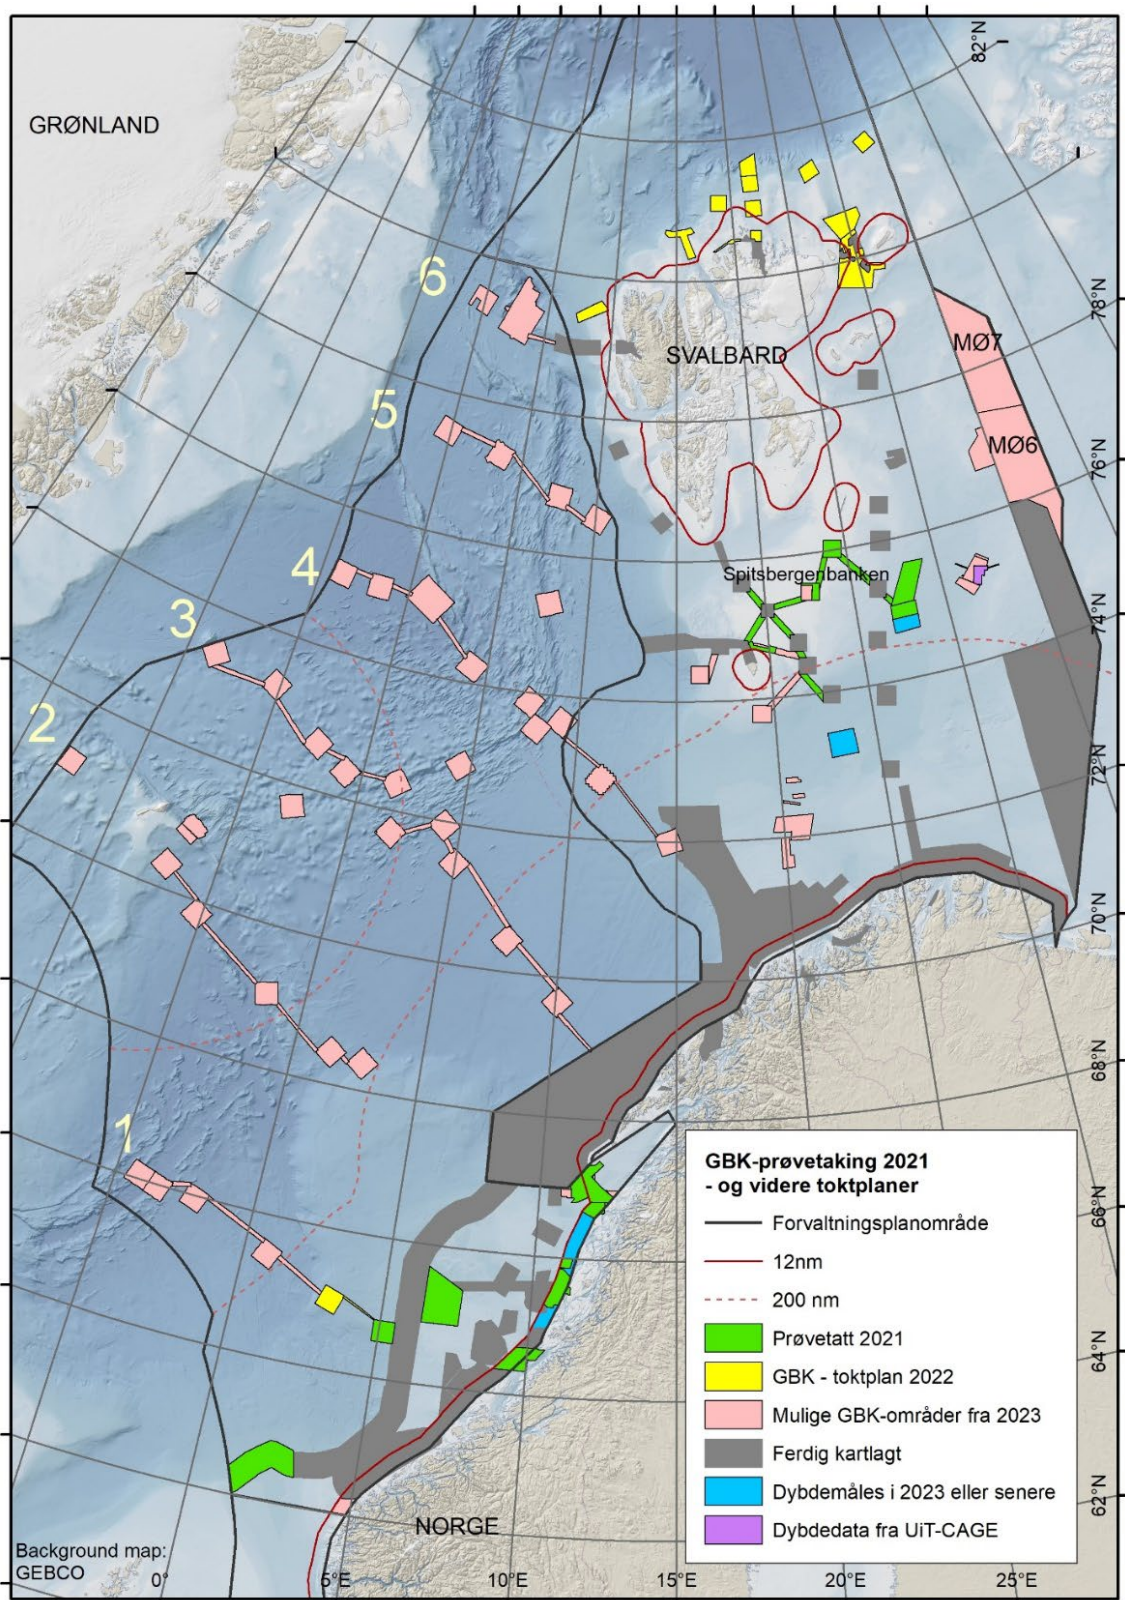 82°N
GRØNLAND
6
78°N
MØ7
SVALBARD
5
MØ6
76°N
4
Spitsbergenbanken
3
74°N
2
72°N
70°N
68°N
1
GBK-prøvetaking 2021
- og videre toktplaner
Forvaltningsplanområde
12nm
200 nm
Prøvetatt 2021
GBK - toktplan 2022
Mulige GBK-områder fra 2023
Ferdig kartlagt
Dybdemåles i 2023 eller senere
Dybdedata fra UiT-CAGE
66°N
64°N
62°N
NORGE
Background map:
GEBCO
0°
5°E
10°E
15°E
20°E
25°E